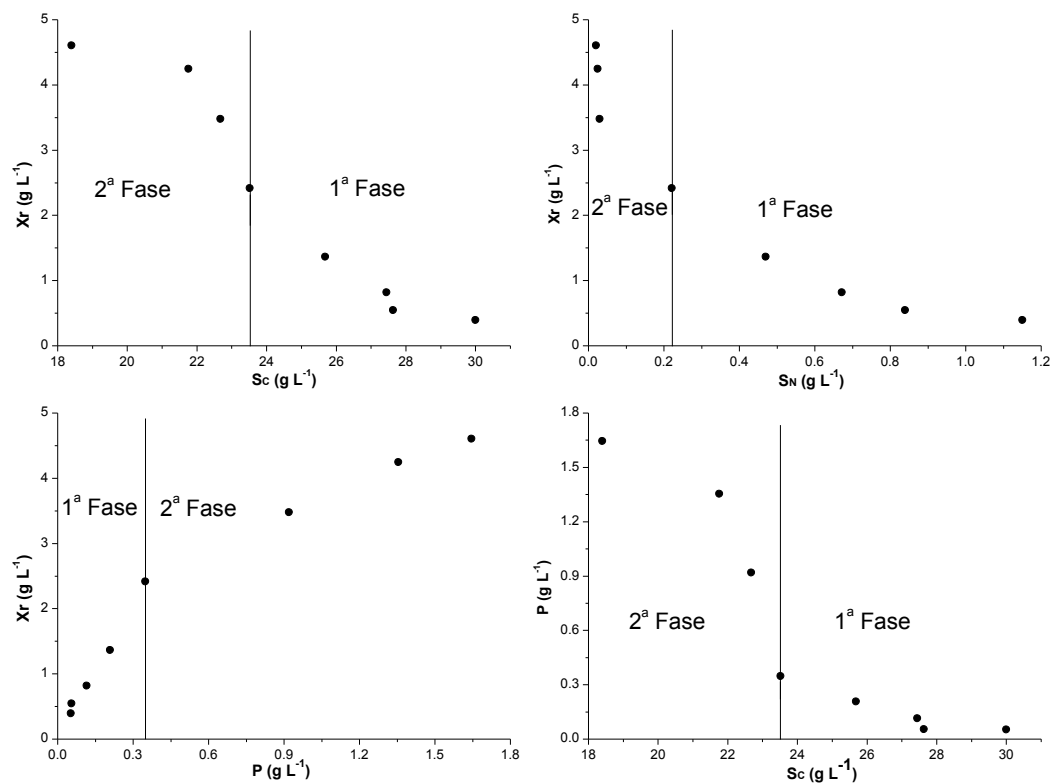 5
4
3
2
1
0
Xr (g L⁻¹)
2ª Fase
1ª Fase
18 20 22 24 26 28 30
Sc (g L⁻¹)
5
4
3
2
1
0
Xr (g L⁻¹)
2ª Fase
1ª Fase
0.0 0.2 0.4 0.6 0.8 1.0 1.2
SN (g L⁻¹)
5
4
3
2
1
0
Xr (g L⁻¹)
1ª Fase
2ª Fase
0.0 0.3 0.6 0.9 1.2 1.5 1.8
P (g L⁻¹)
1.8
1.5
1.2
0.9
0.6
0.3
0.0
P (g L⁻¹)
2ª Fase
1ª Fase
18 20 22 24 26 28 30
Sc (g L⁻¹)